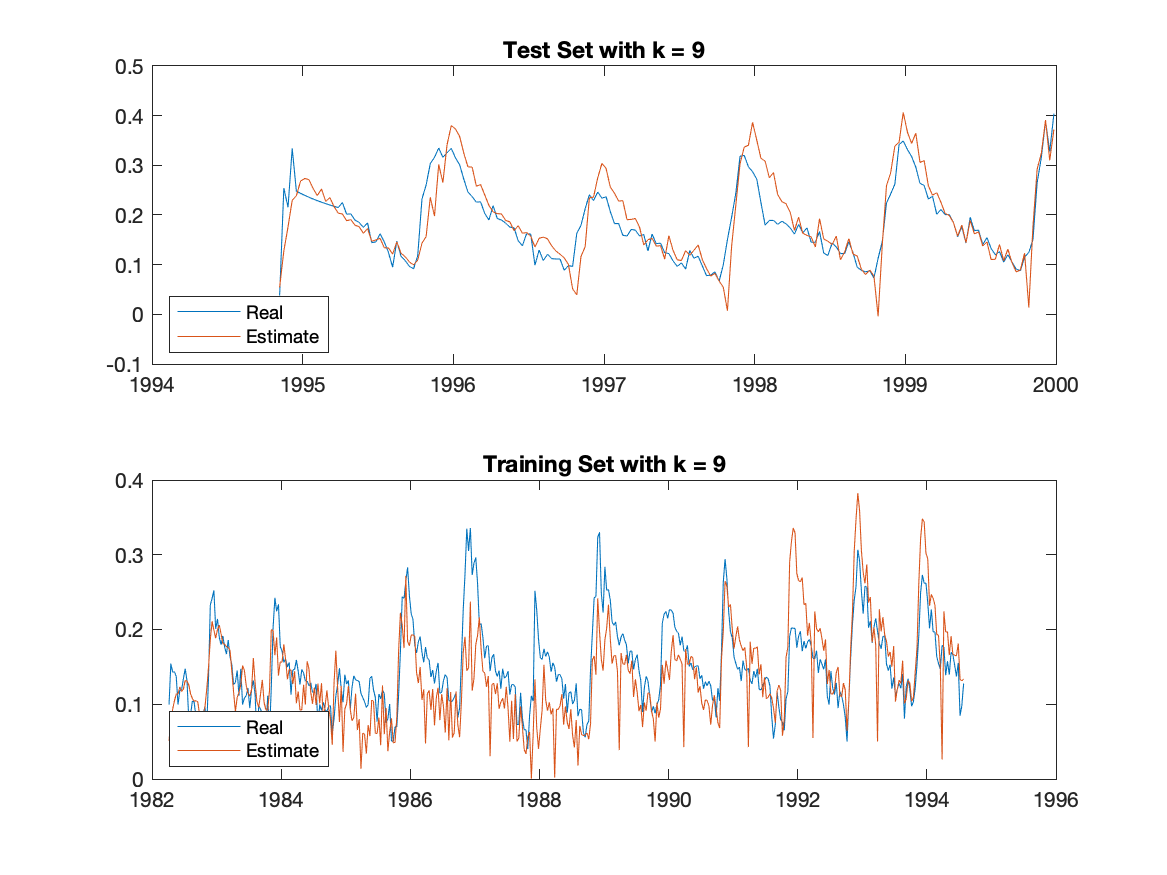 Test Set with k = 9
0.5
0.4
0.3
0.2
0.1
0
-0.1
Real
Estimate
1994 1995 1996 1997 1998 1999 2000
Training Set with k = 9
0.4
0.3
0.2
0.1
0
Real
Estimate
1982 1984 1986 1988 1990 1992 1994 1996